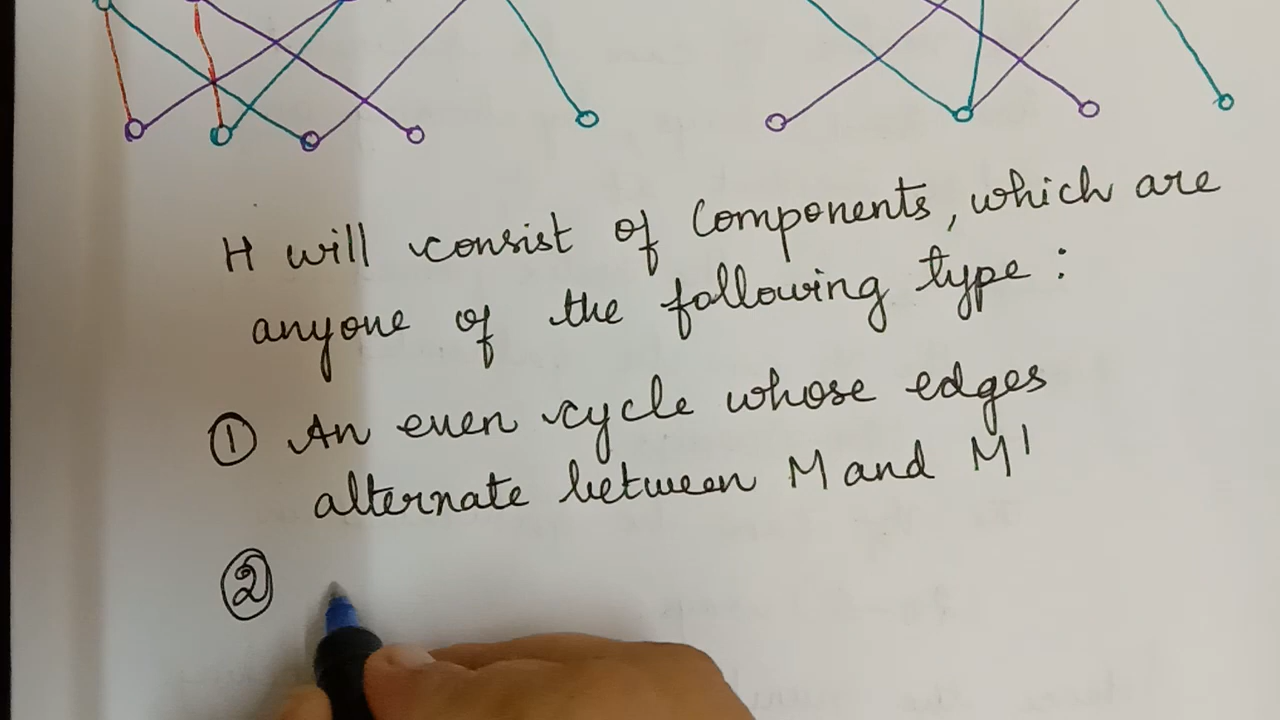 H will consist of Components, which are
anyone of the following type :
① An even cycle whose edges
alternate between M and M'
②